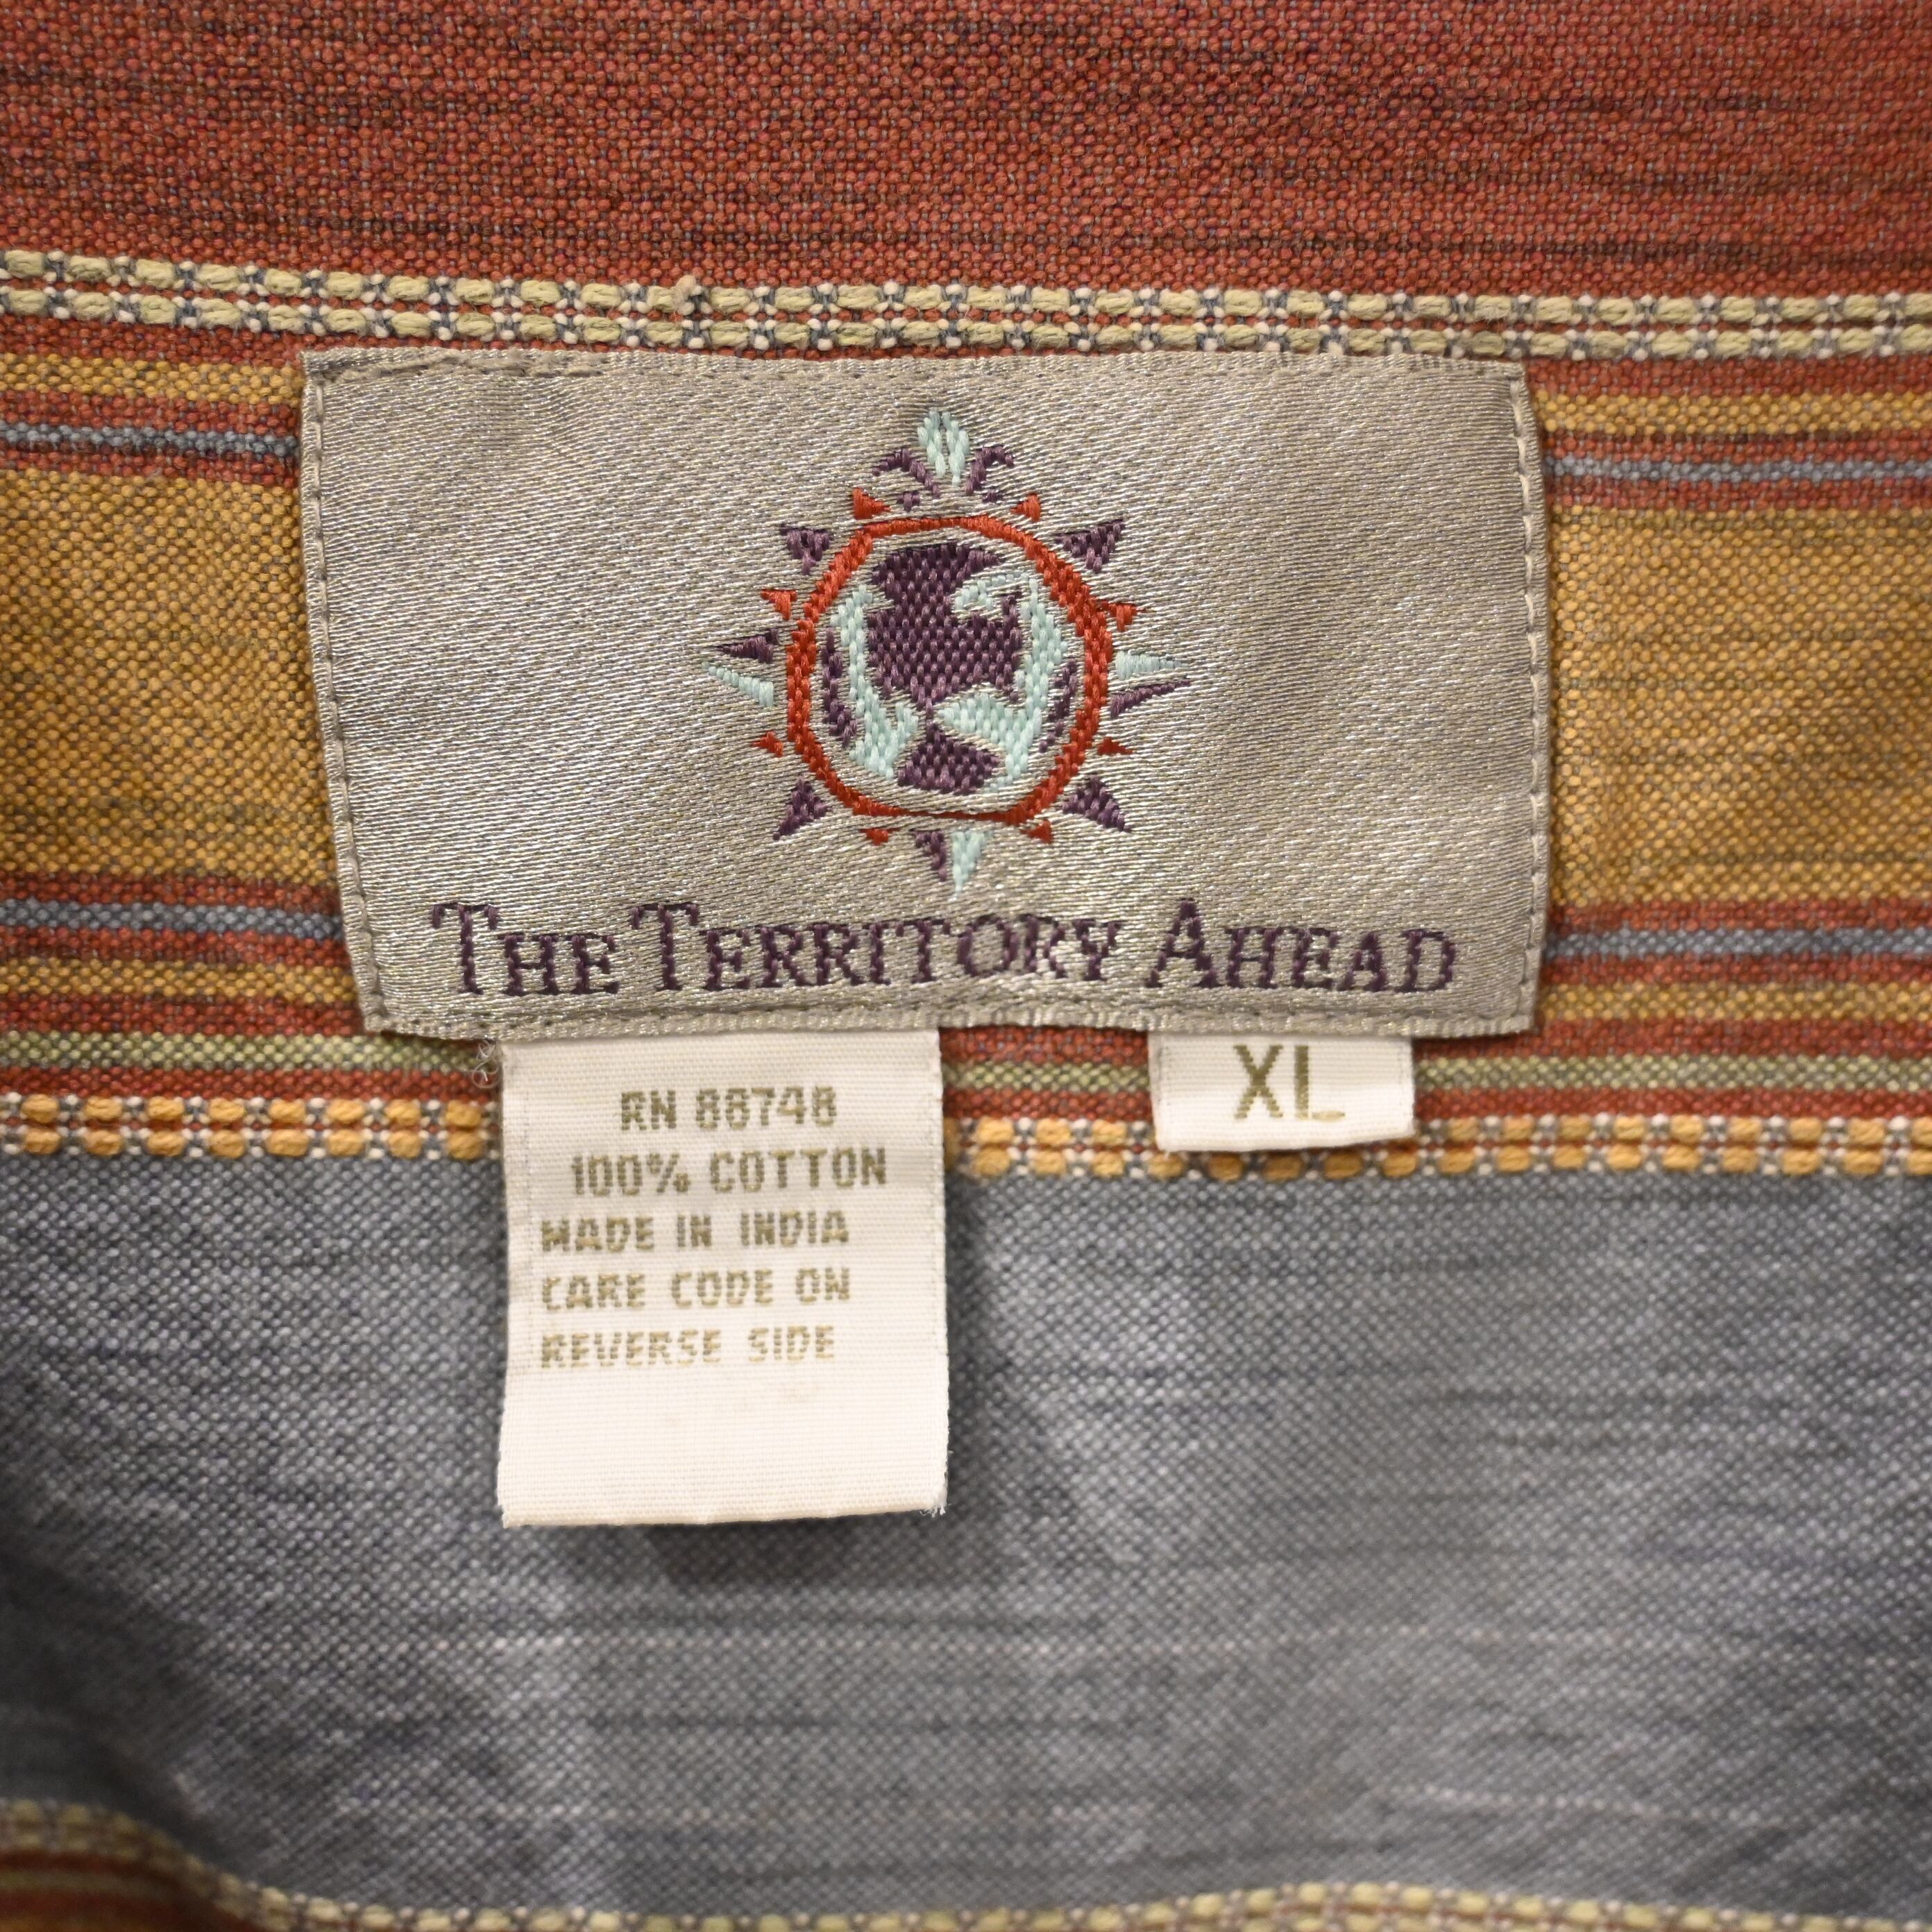 THE TERRITORY AHEAD
XL
RN 88748
100% COTTON
MADE IN INDIA
CARE CODE ON
REVERSE SIDE